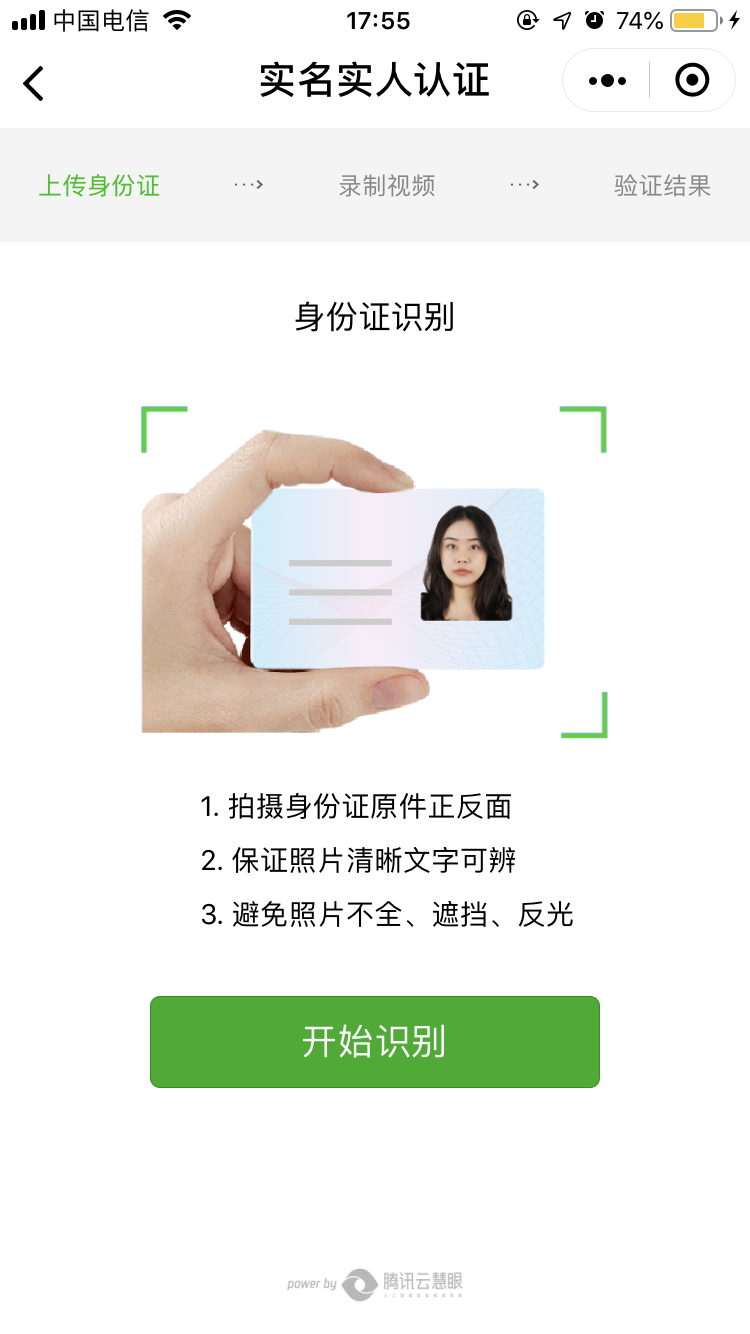 中国电信 17:55 74%
实名实人认证
上传身份证 ···> 录制视频 ···> 验证结果
身份证识别
1. 拍摄身份证原件正反面
2. 保证照片清晰文字可辨
3. 避免照片不全、遮挡、反光
开始识别
power by 腾讯云慧眼